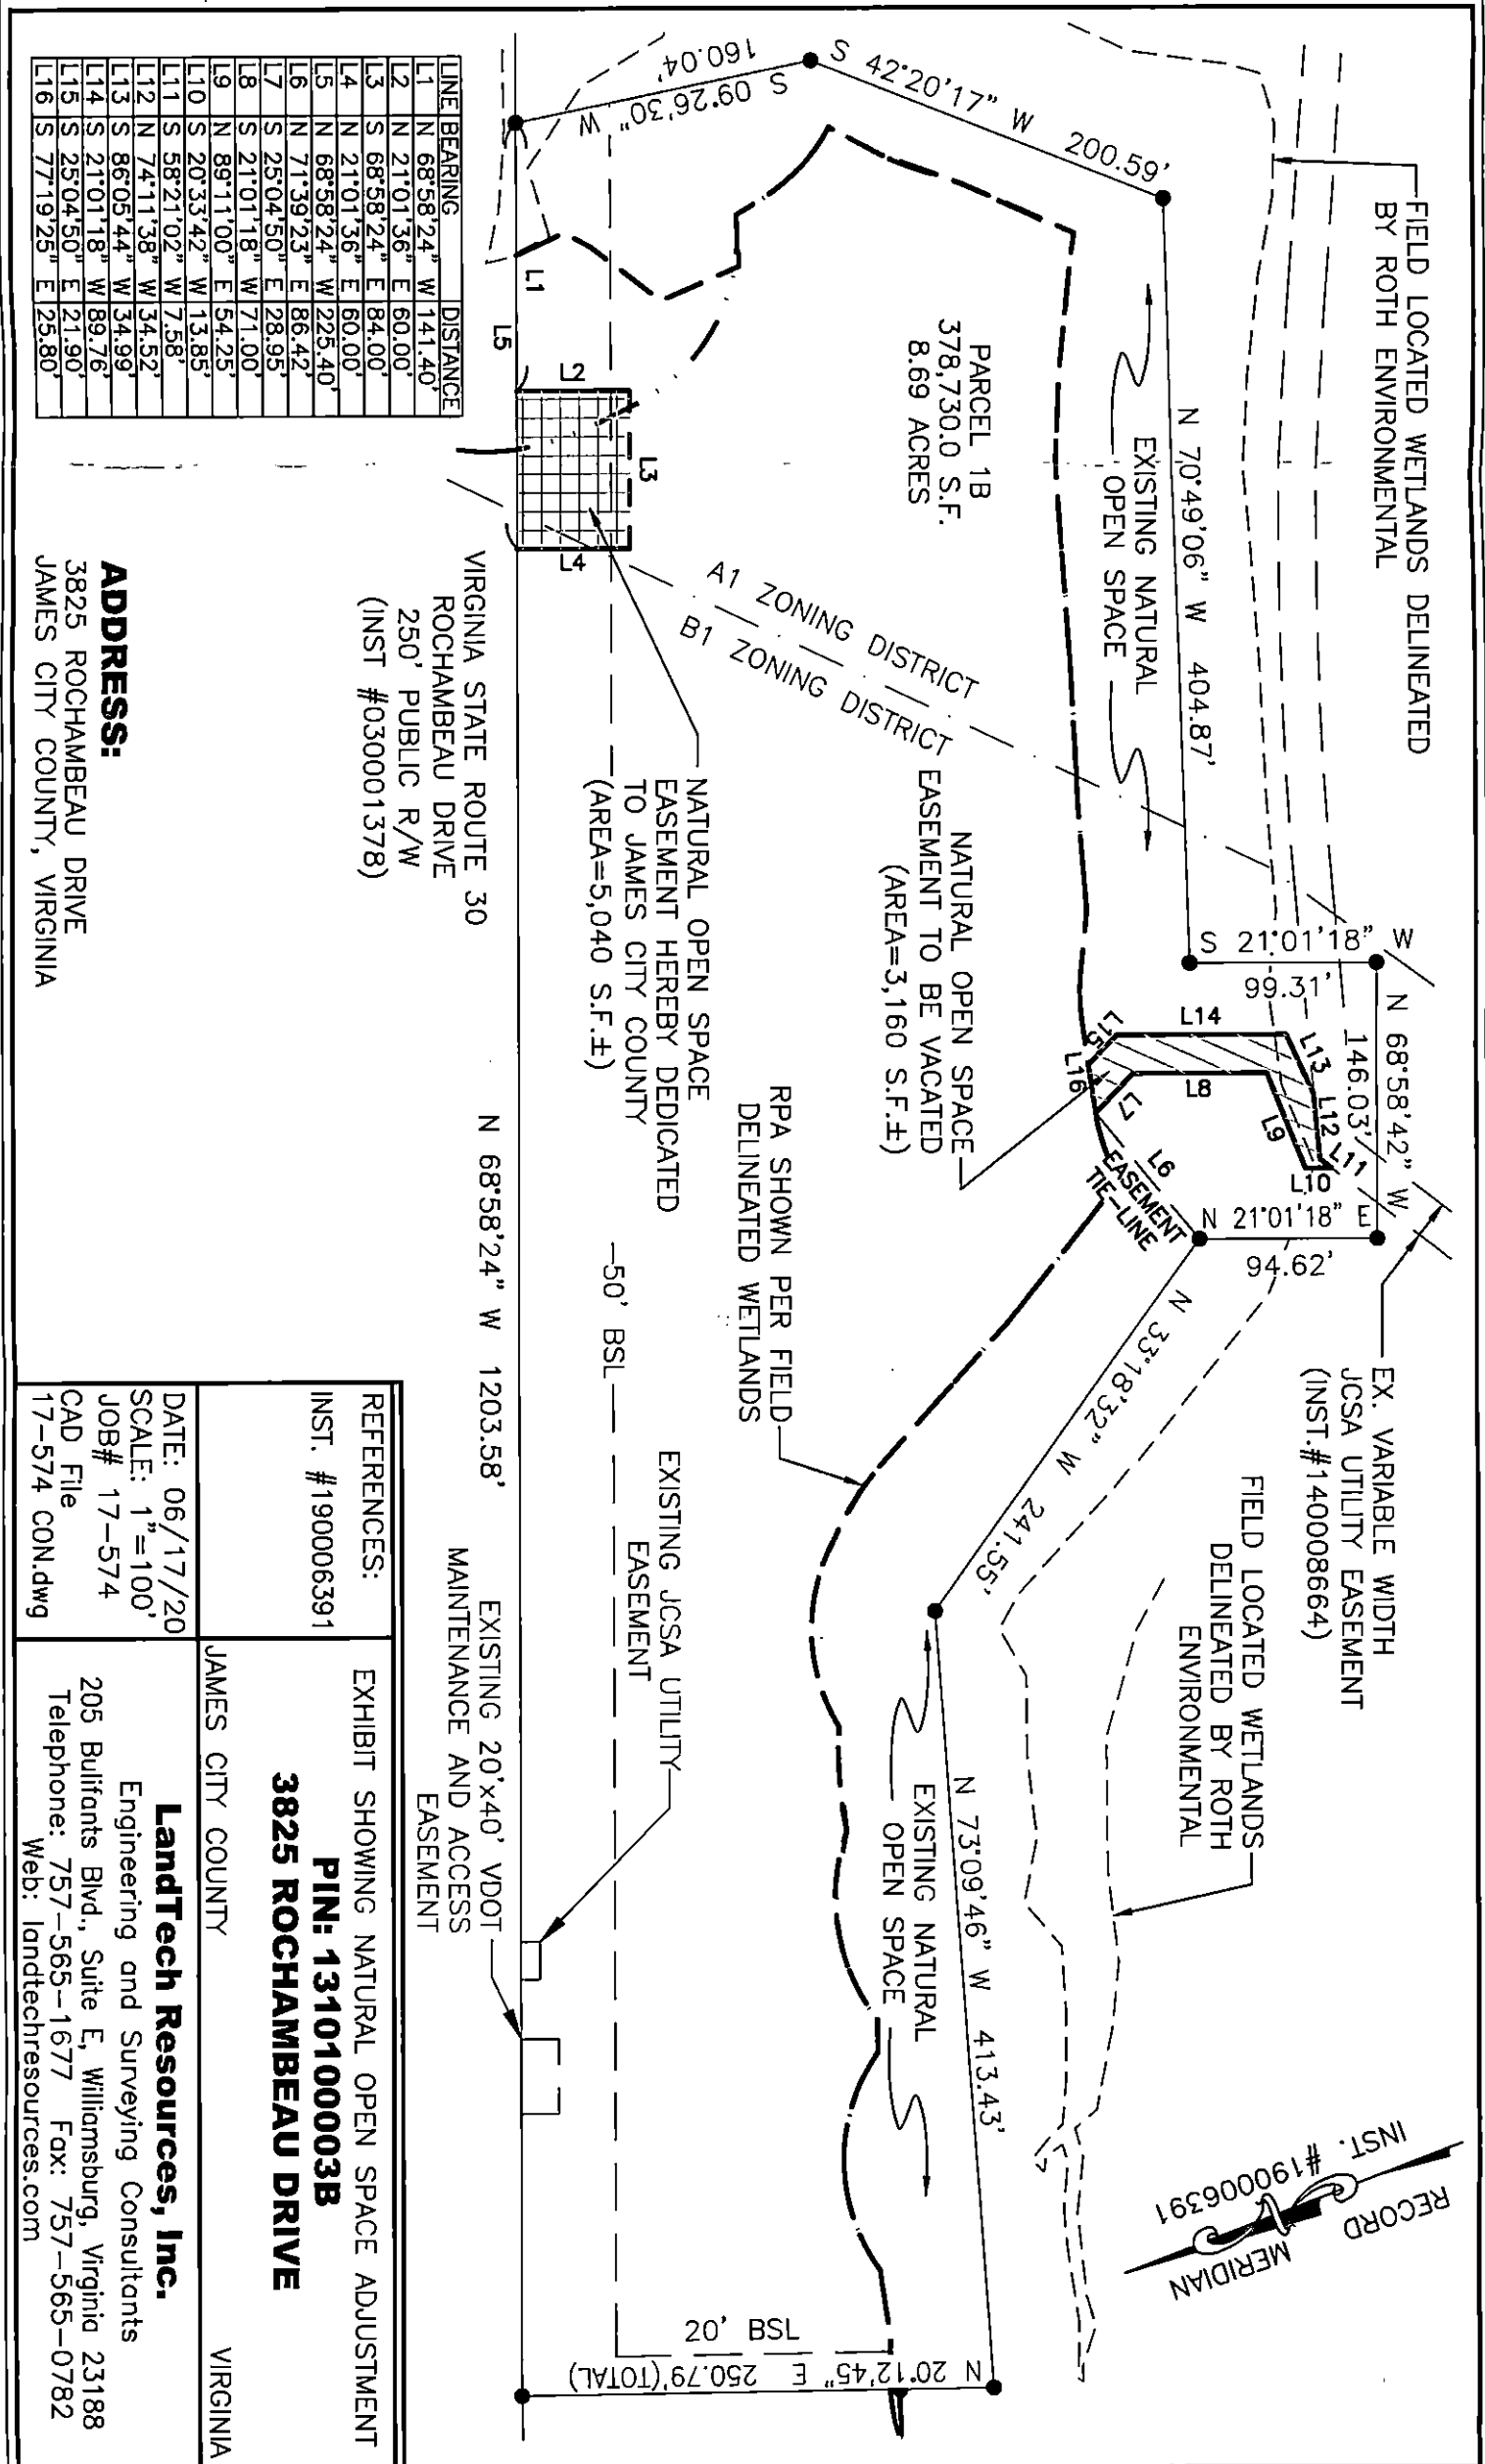 FIELD LOCATED WETLANDS DELINEATED
BY ROTH ENVIRONMENTAL
EX. VARIABLE WIDTH
JCSA UTILITY EASEMENT
(INST.#140008664)
FIELD LOCATED WETLANDS
DELINEATED BY ROTH
ENVIRONMENTAL
RECORD
MERIDIAN
INST. #190006391
S 09°26'30" W
160.04'
S 42°20'17" W 200.59'
N 70°49'06" W 404.87'
S 21°01'18" W
99.31'
N 68°58'42" W
146.03'
N 21°01'18" E
94.62'
N 33°18'32" W 241.55'
N 73°09'46" W 413.43'
N 20°12'45" E 250.79'(TOTAL)
20' BSL
EXISTING NATURAL
OPEN SPACE
EXISTING NATURAL
OPEN SPACE
PARCEL 1B
378,730.0 S.F.
8.69 ACRES
A1 ZONING DISTRICT
B1 ZONING DISTRICT
NATURAL OPEN SPACE
EASEMENT TO BE VACATED
(AREA=3,160 S.F.±)
L14
L13
L12
L11
L10
L9
L8
L7
L15
L16
L6
EASEMENT
TIE-LINE
RPA SHOWN PER FIELD
DELINEATED WETLANDS
NATURAL OPEN SPACE
EASEMENT HEREBY DEDICATED
TO JAMES CITY COUNTY
(AREA=5,040 S.F.±)
50' BSL
L1
L5
L2
L3
L4
EXISTING JCSA UTILITY
EASEMENT
EXISTING 20'x40' VDOT
MAINTENANCE AND ACCESS
EASEMENT
N 68°58'24" W 1203.58'
VIRGINIA STATE ROUTE 30
ROCHAMBEAU DRIVE
250' PUBLIC R/W
(INST #030001378)
LINE BEARING DISTANCE
L1 N 68°58'24" W 141.40'
L2 N 21°01'36" E 60.00'
L3 S 68°58'24" E 84.00'
L4 N 21°01'36" E 60.00'
L5 N 68°58'24" W 225.40'
L6 N 71°39'23" E 86.42'
L7 S 25°04'50" E 28.95'
L8 S 21°01'18" W 71.00'
L9 N 89°11'00" E 54.25'
L10 S 20°33'42" W 13.85'
L11 S 58°21'02" W 7.58'
L12 N 74°11'38" W 34.52'
L13 S 86°05'44" W 34.99'
L14 S 21°01'18" W 89.76'
L15 S 25°04'50" E 21.90'
L16 S 77°19'25" E 25.80'
ADDRESS:
3825 ROCHAMBEAU DRIVE
JAMES CITY COUNTY, VIRGINIA
REFERENCES:
INST. #190006391
DATE: 06/17/20
SCALE: 1"=100'
JOB# 17-574
CAD File
17-574 CON.dwg
EXHIBIT SHOWING NATURAL OPEN SPACE ADJUSTMENT
PIN: 1310100003B
3825 ROCHAMBEAU DRIVE
JAMES CITY COUNTY VIRGINIA
LandTech Resources, Inc.
Engineering and Surveying Consultants
205 Bulifants Blvd., Suite E, Williamsburg, Virginia 23188
Telephone: 757-565-1677 Fax: 757-565-0782
Web: landtechresources.com